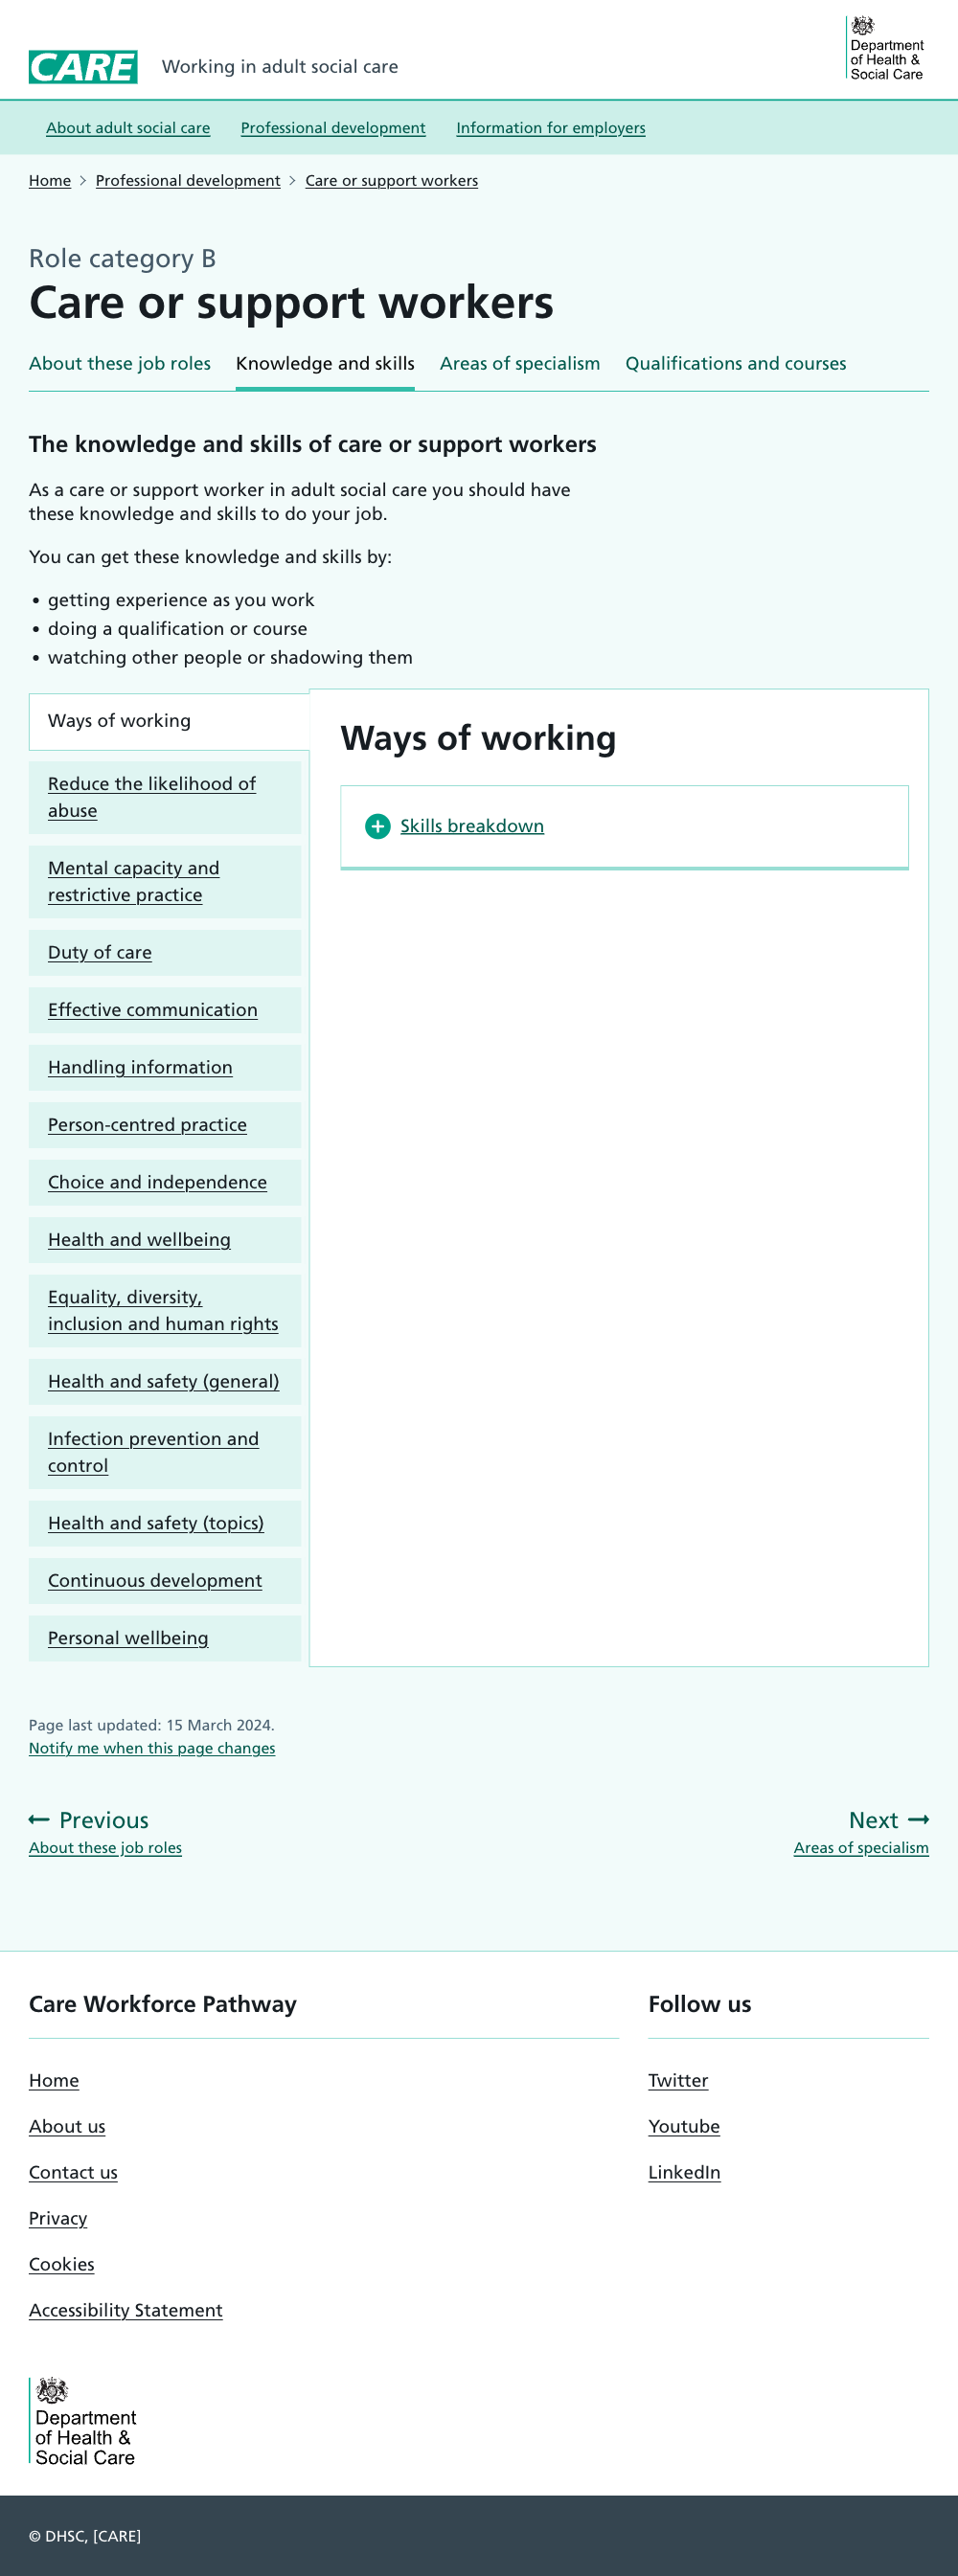 CARE
Working in adult social care
Department
of Health &
Social Care
About adult social care Professional development Information for employers
Home Professional development Care or support workers
Role category B
Care or support workers
About these job roles Knowledge and skills Areas of specialism Qualifications and courses
The knowledge and skills of care or support workers
As a care or support worker in adult social care you should have
these knowledge and skills to do your job.
You can get these knowledge and skills by:
• getting experience as you work
• doing a qualification or course
• watching other people or shadowing them
Ways of working
Reduce the likelihood of
abuse
Mental capacity and
restrictive practice
Duty of care
Effective communication
Handling information
Person-centred practice
Choice and independence
Health and wellbeing
Equality, diversity,
inclusion and human rights
Health and safety (general)
Infection prevention and
control
Health and safety (topics)
Continuous development
Personal wellbeing
Ways of working
Skills breakdown
Page last updated: 15 March 2024.
Notify me when this page changes
Previous
About these job roles
Next
Areas of specialism
Care Workforce Pathway
Home
About us
Contact us
Privacy
Cookies
Accessibility Statement
Follow us
Twitter
Youtube
LinkedIn
Department
of Health &
Social Care
© DHSC, [CARE]